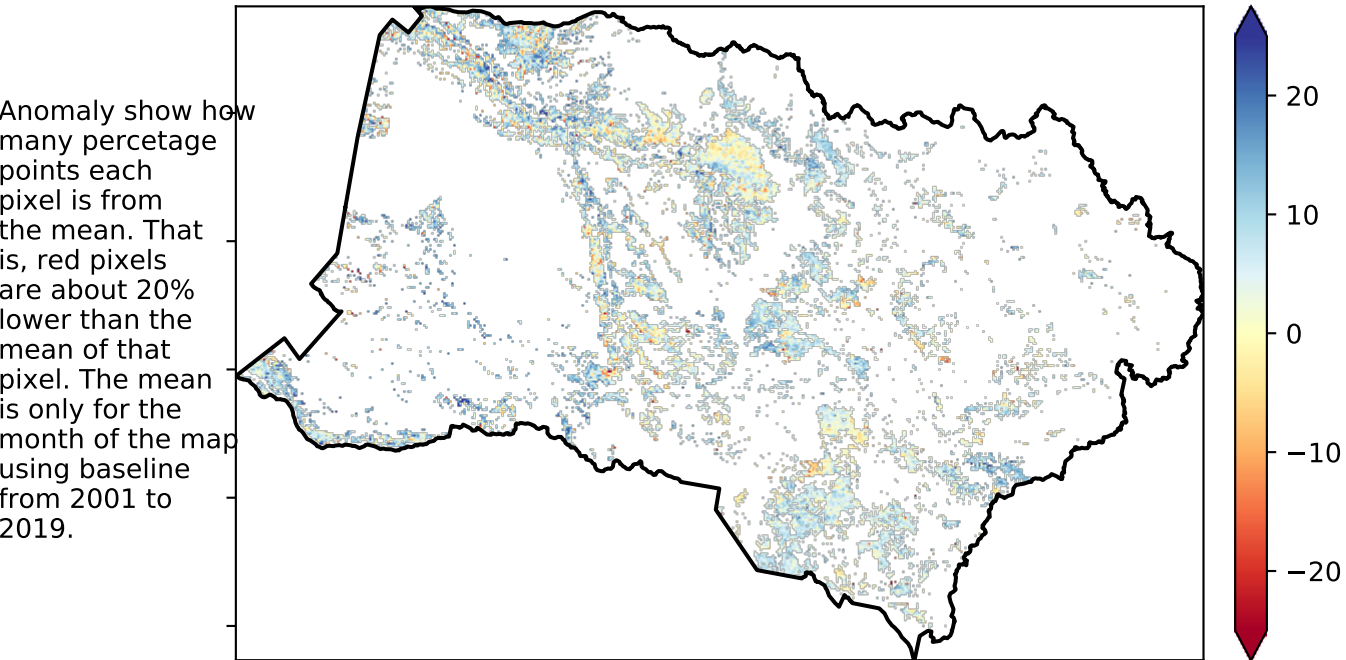 Anomaly show how
many percetage
points each
pixel is from
the mean. That
is, red pixels
are about 20%
lower than the
mean of that
pixel. The mean
is only for the
month of the map
using baseline
from 2001 to
2019.
20
10
0
−10
−20